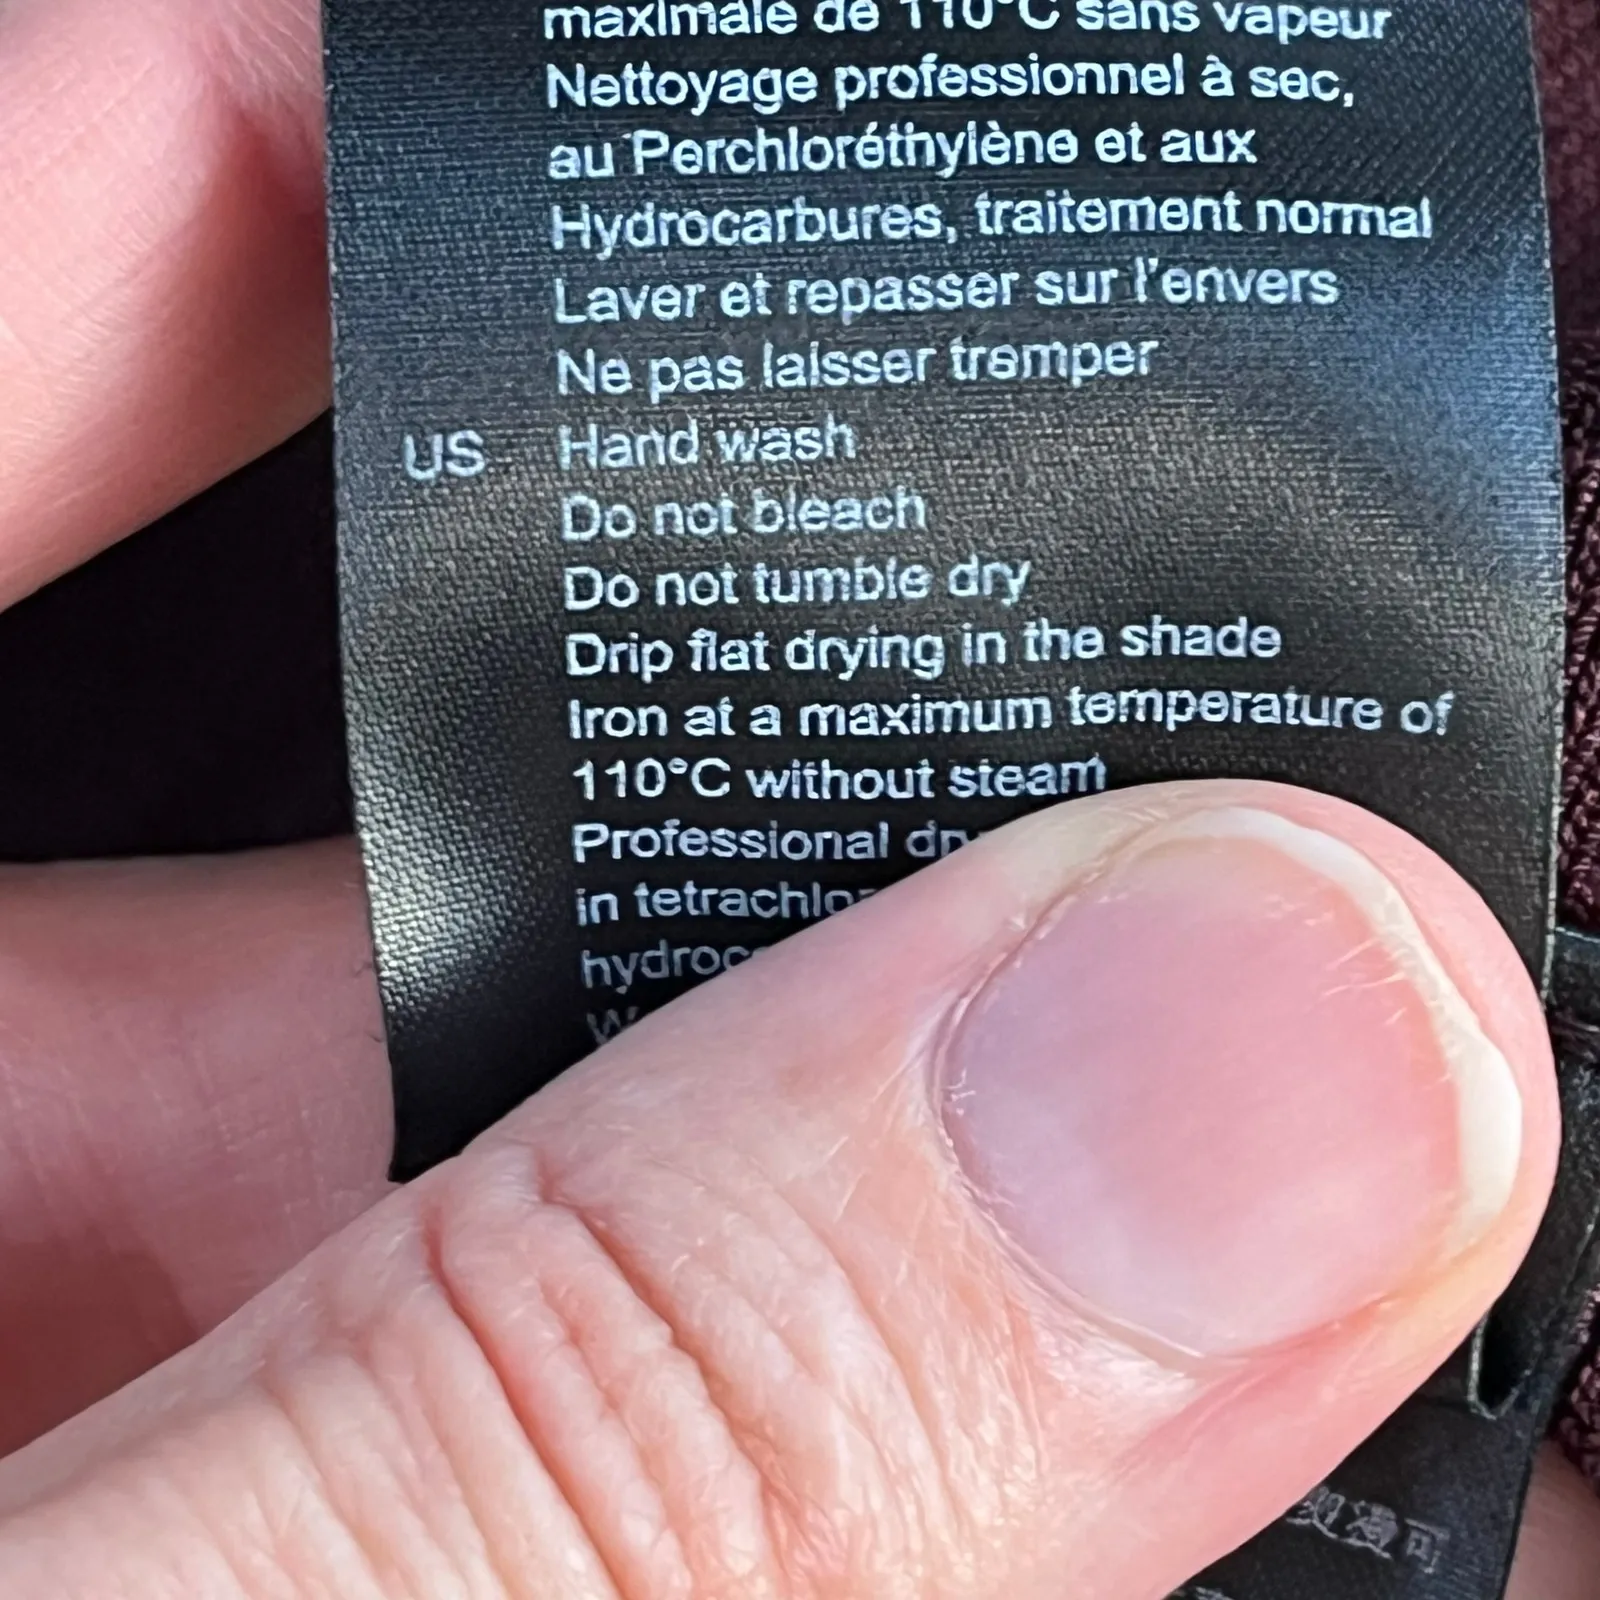 maximale de 110°C sans vapeur
Nettoyage professionnel à sec,
au Perchloréthylène et aux
Hydrocarbures, traitement normal
Laver et repasser sur l'envers
Ne pas laisser tremper
US Hand wash
Do not bleach
Do not tumble dry
Drip flat drying in the shade
Iron at a maximum temperature of
110°C without steam
Professional
in